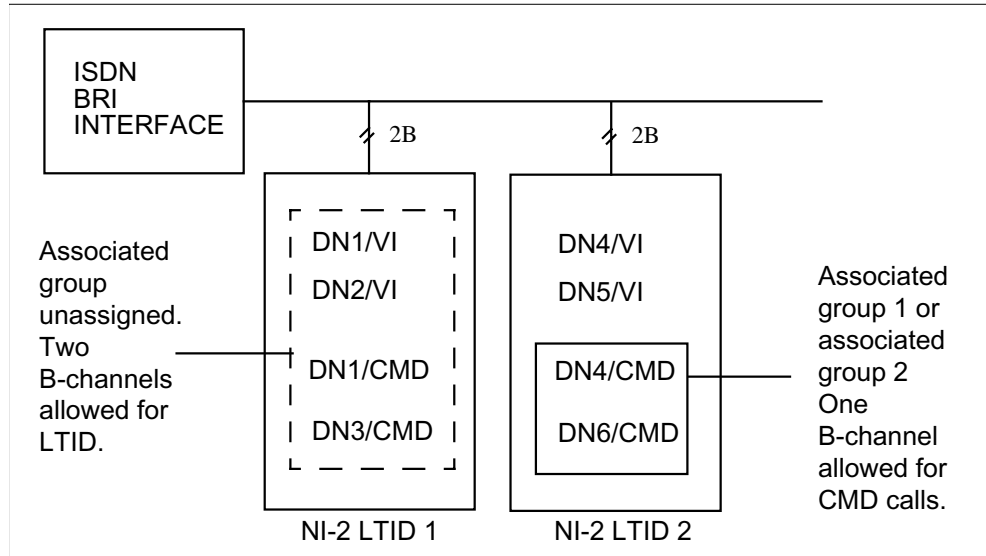 ISDN
BRI
INTERFACE
2B
2B
Associated
group
unassigned.
Two
B-channels
allowed for
LTID.
DN1/VI
DN2/VI
DN1/CMD
DN3/CMD
NI-2 LTID 1
DN4/VI
DN5/VI
DN4/CMD
DN6/CMD
NI-2 LTID 2
Associated
group 1 or
associated
group 2
One
B-channel
allowed for
CMD calls.